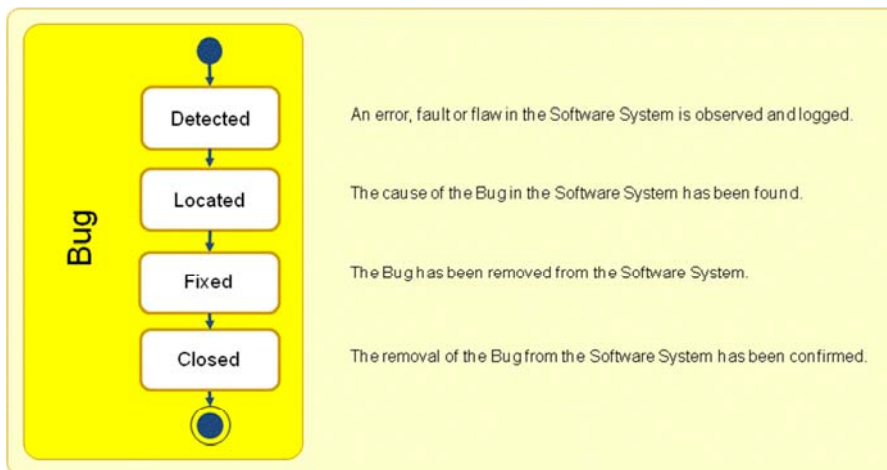 Bug
Detected
An error, fault or flaw in the Software System is observed and logged.
Located
The cause of the Bug in the Software System has been found.
Fixed
The Bug has been removed from the Software System.
Closed
The removal of the Bug from the Software System has been confirmed.